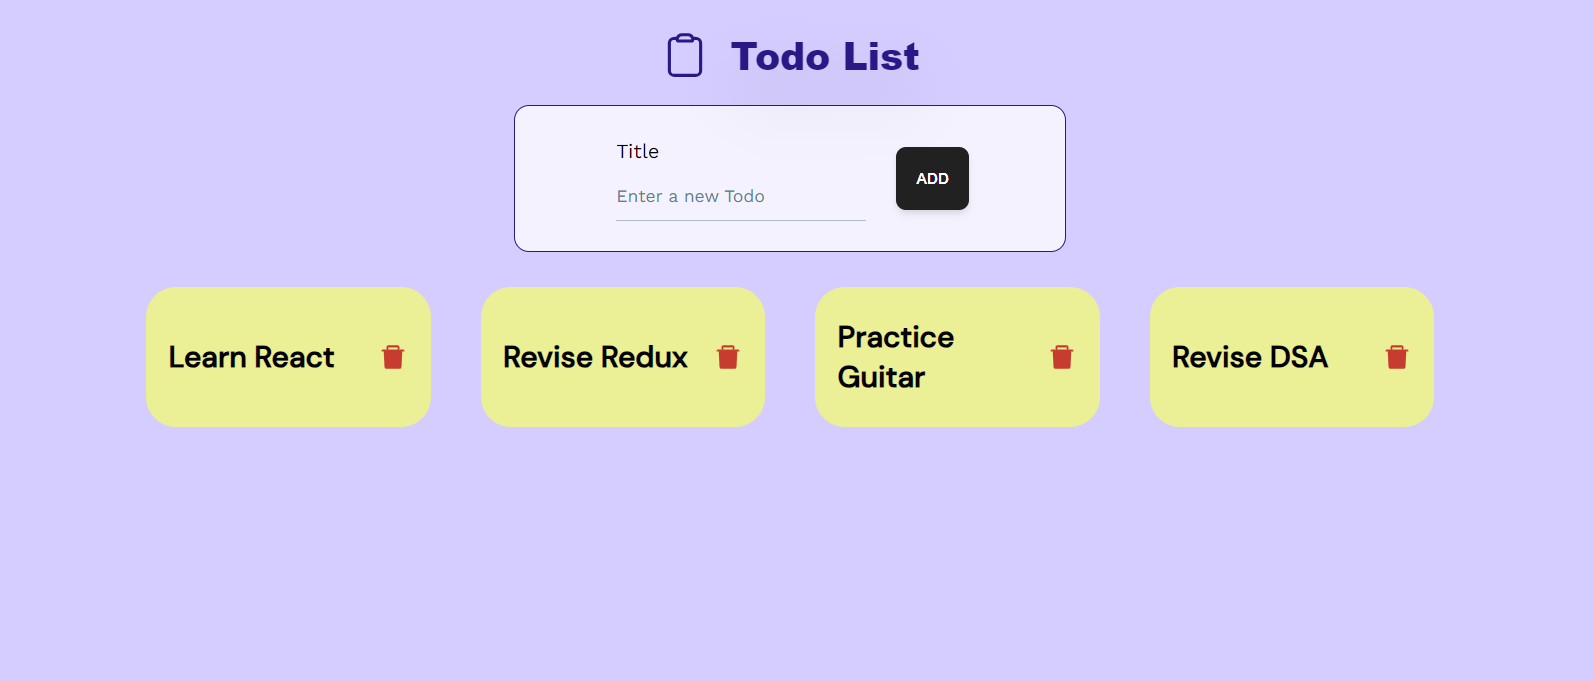 Todo List
Title
Enter a new Todo
ADD
Learn React
Revise Redux
Practice
Guitar
Revise DSA